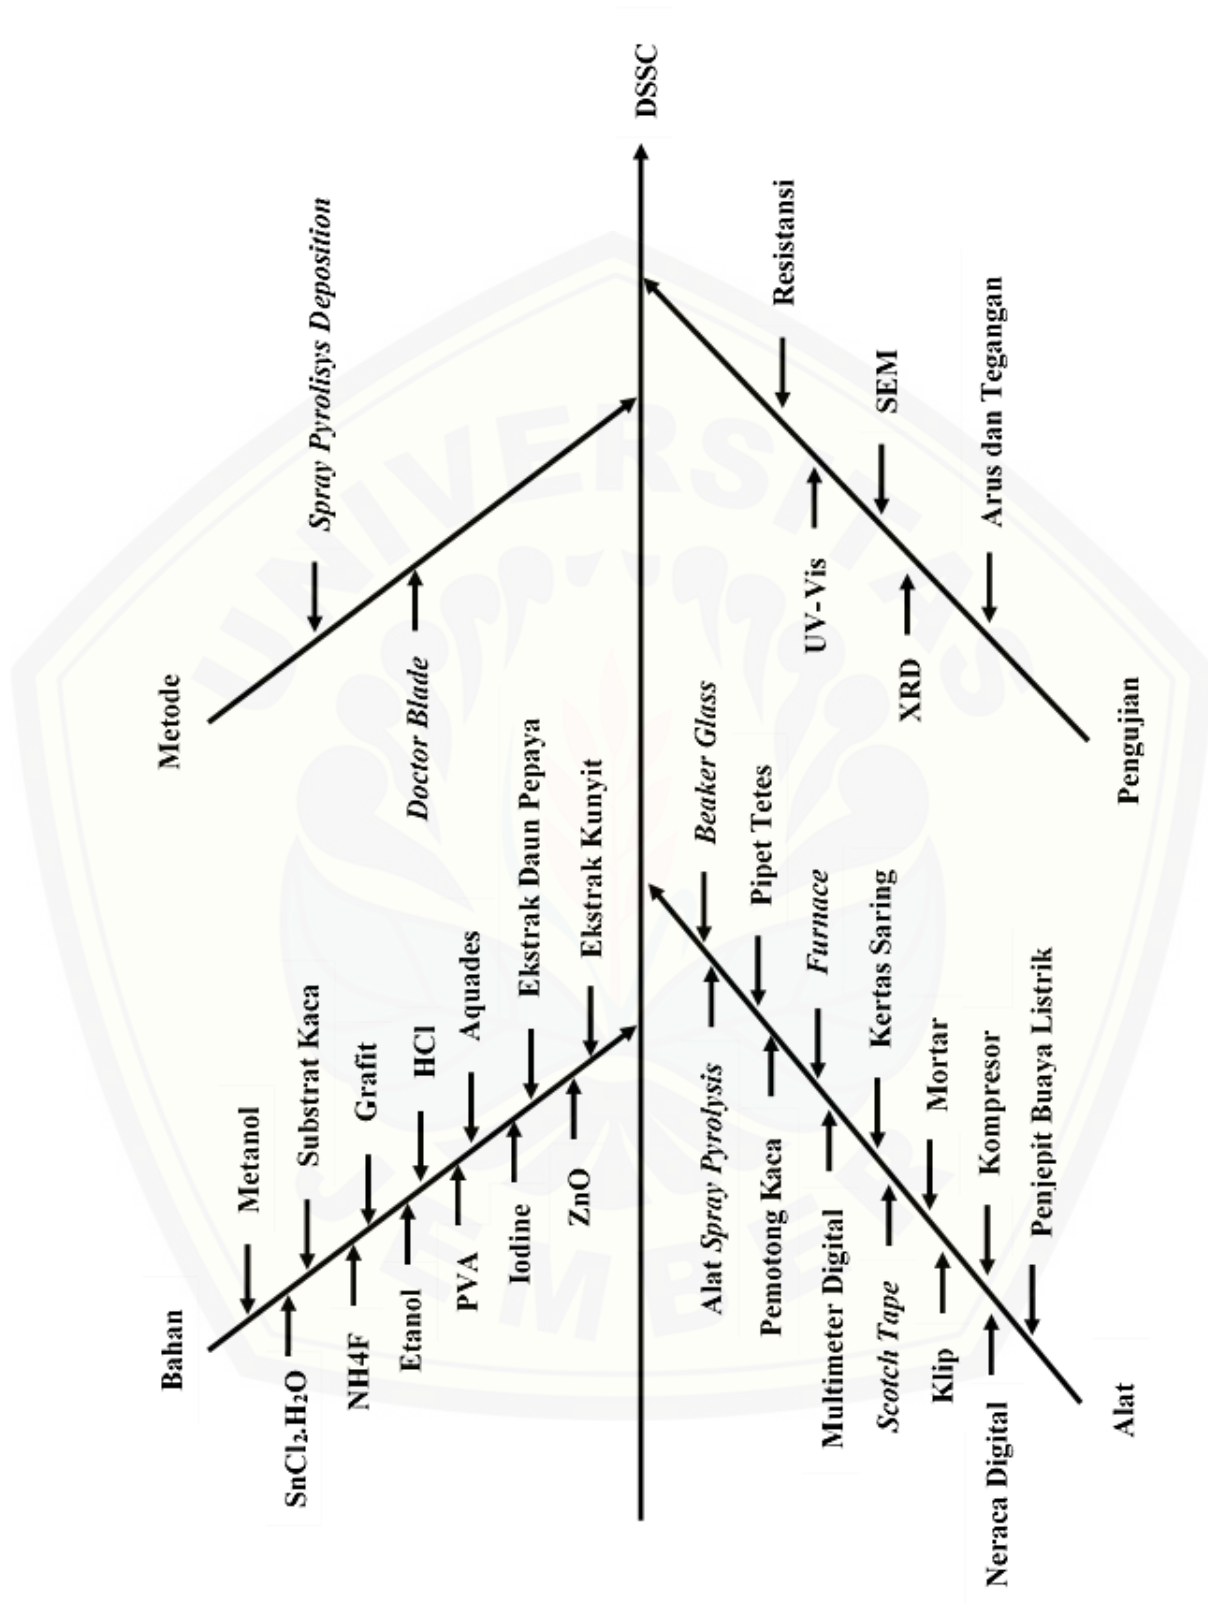 Bahan
Metanol
SnCl₂.H₂O
Substrat Kaca
NH4F
Grafit
Etanol
HCl
PVA
Aquades
Iodine
Ekstrak Daun Pepaya
ZnO
Ekstrak Kunyit
Metode
Spray Pyrolisys Deposition
Doctor Blade
DSSC
Alat
Beaker Glass
Alat Spray Pyrolysis
Pipet Tetes
Pemotong Kaca
Furnace
Multimeter Digital
Kertas Saring
Scotch Tape
Mortar
Klip
Kompresor
Neraca Digital
Penjepit Buaya Listrik
Pengujian
Resistansi
UV-Vis
SEM
XRD
Arus dan Tegangan
UNIVERSITAS
JEMBER